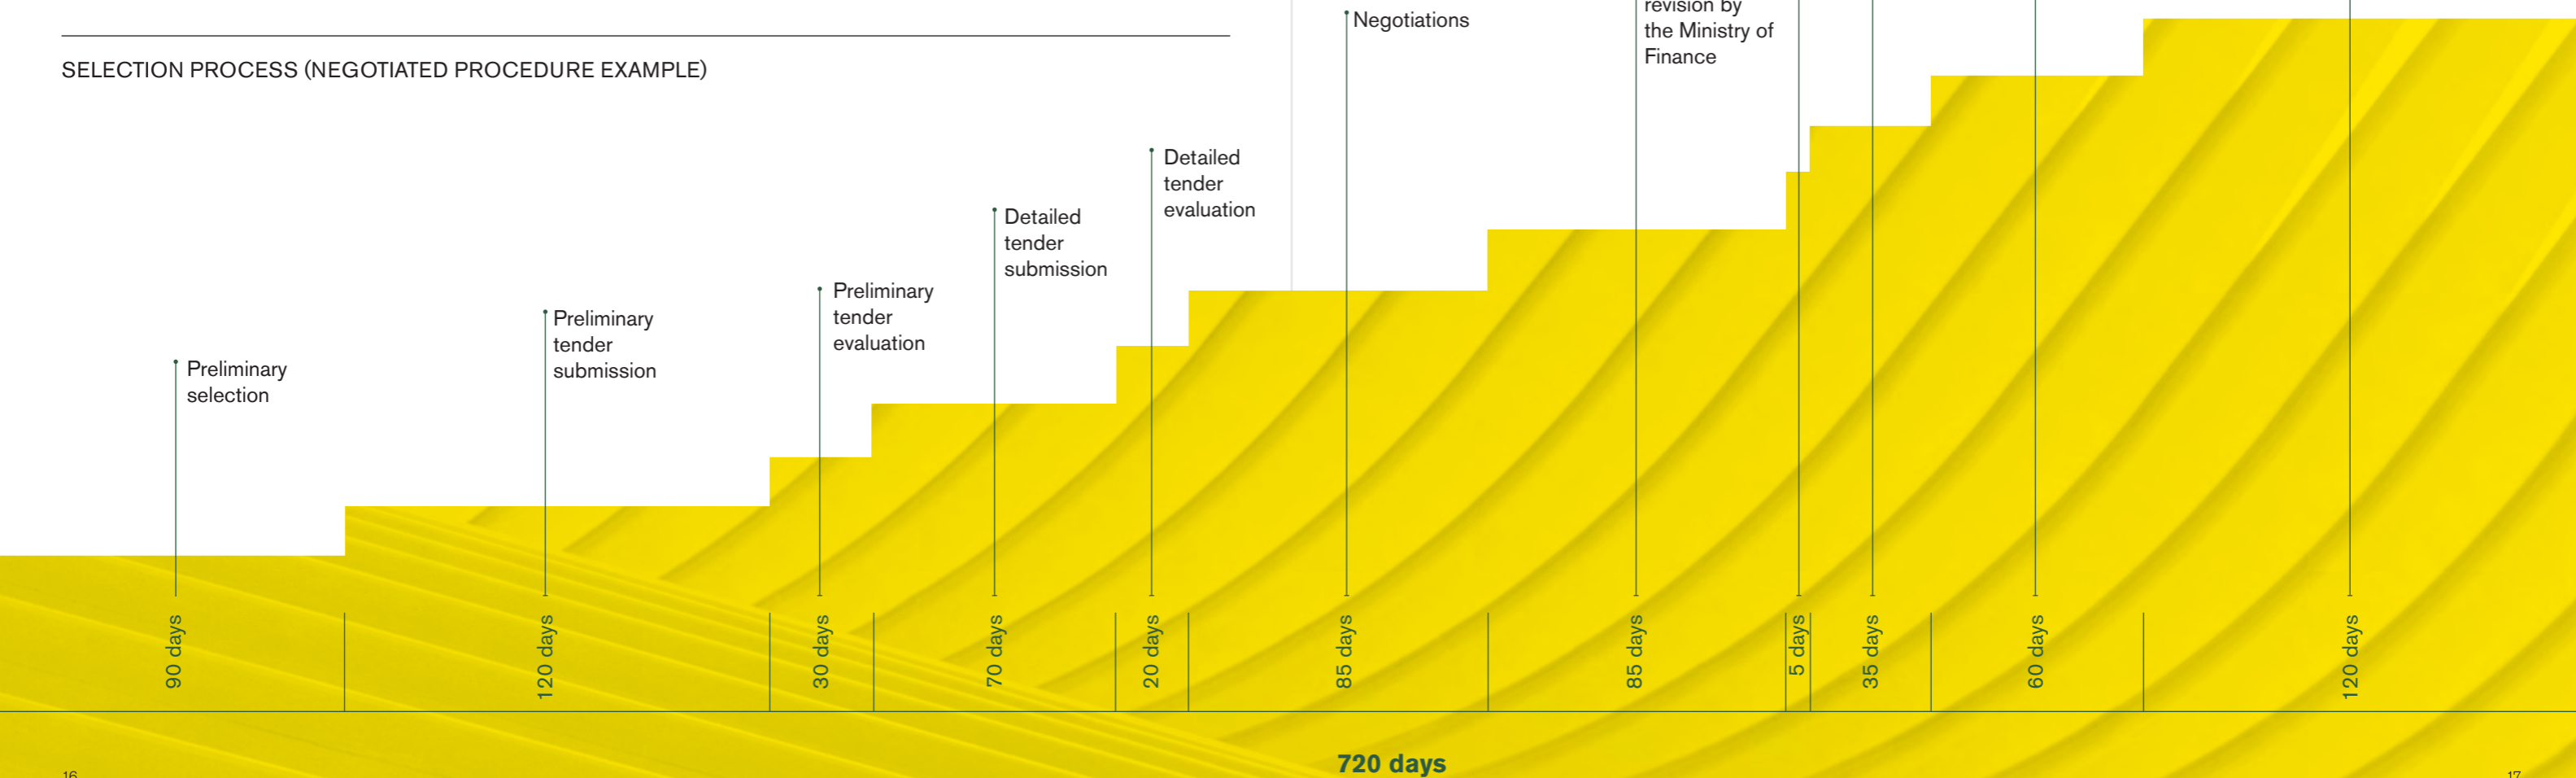 SELECTION PROCESS (NEGOTIATED PROCEDURE EXAMPLE)
Preliminary
selection
Preliminary
tender
submission
Preliminary
tender
evaluation
Detailed
tender
submission
Detailed
tender
evaluation
Negotiations
revision by
the Ministry of
Finance
90 days
120 days
30 days
70 days
20 days
85 days
85 days
5 days
35 days
60 days
120 days
720 days
16
17